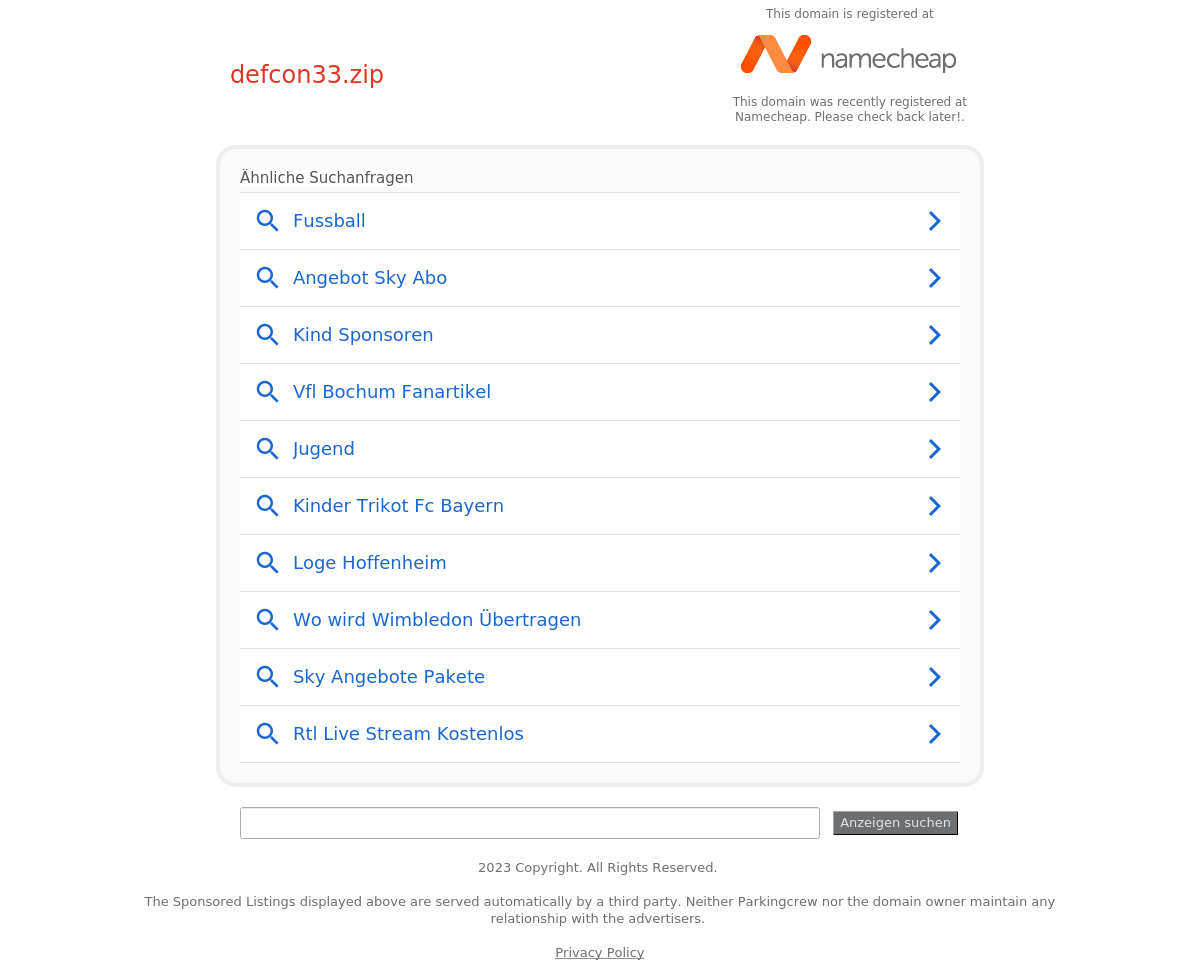 This domain is registered at
namecheap
defcon33.zip
This domain was recently registered at
Namecheap. Please check back later!.
Ähnliche Suchanfragen
Fussball
Angebot Sky Abo
Kind Sponsoren
Vfl Bochum Fanartikel
Jugend
Kinder Trikot Fc Bayern
Loge Hoffenheim
Wo wird Wimbledon Übertragen
Sky Angebote Pakete
Rtl Live Stream Kostenlos
Anzeigen suchen
2023 Copyright. All Rights Reserved.
The Sponsored Listings displayed above are served automatically by a third party. Neither Parkingcrew nor the domain owner maintain any
relationship with the advertisers.
Privacy Policy